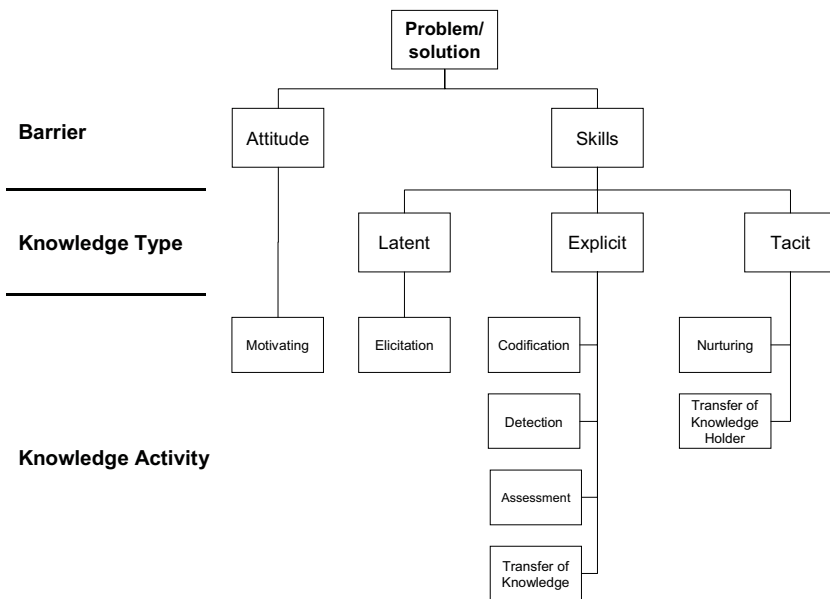 Problem/
solution
Barrier
Attitude
Skills
Knowledge Type
Latent
Explicit
Tacit
Motivating
Elicitation
Codification
Nurturing
Detection
Transfer of
Knowledge
Holder
Knowledge Activity
Assessment
Transfer of
Knowledge